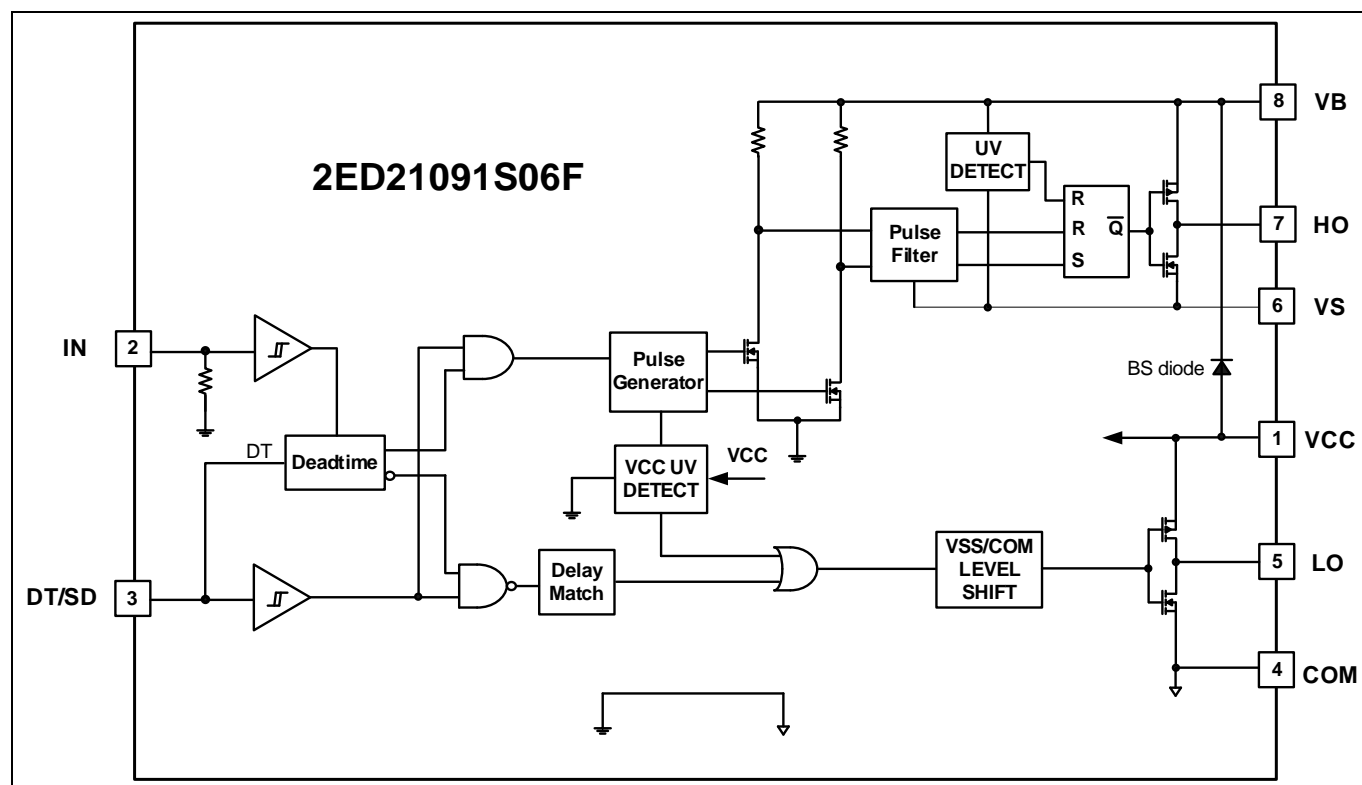 2ED21091S06F
8 VB
UV
DETECT
R
R
S
Q̅
Pulse
Filter
7 HO
6 VS
IN 2
Pulse
Generator
BS diode
DT
Deadtime
VCC UV
DETECT
VCC
1 VCC
DT/SD 3
Delay
Match
VSS/COM
LEVEL
SHIFT
5 LO
4 COM